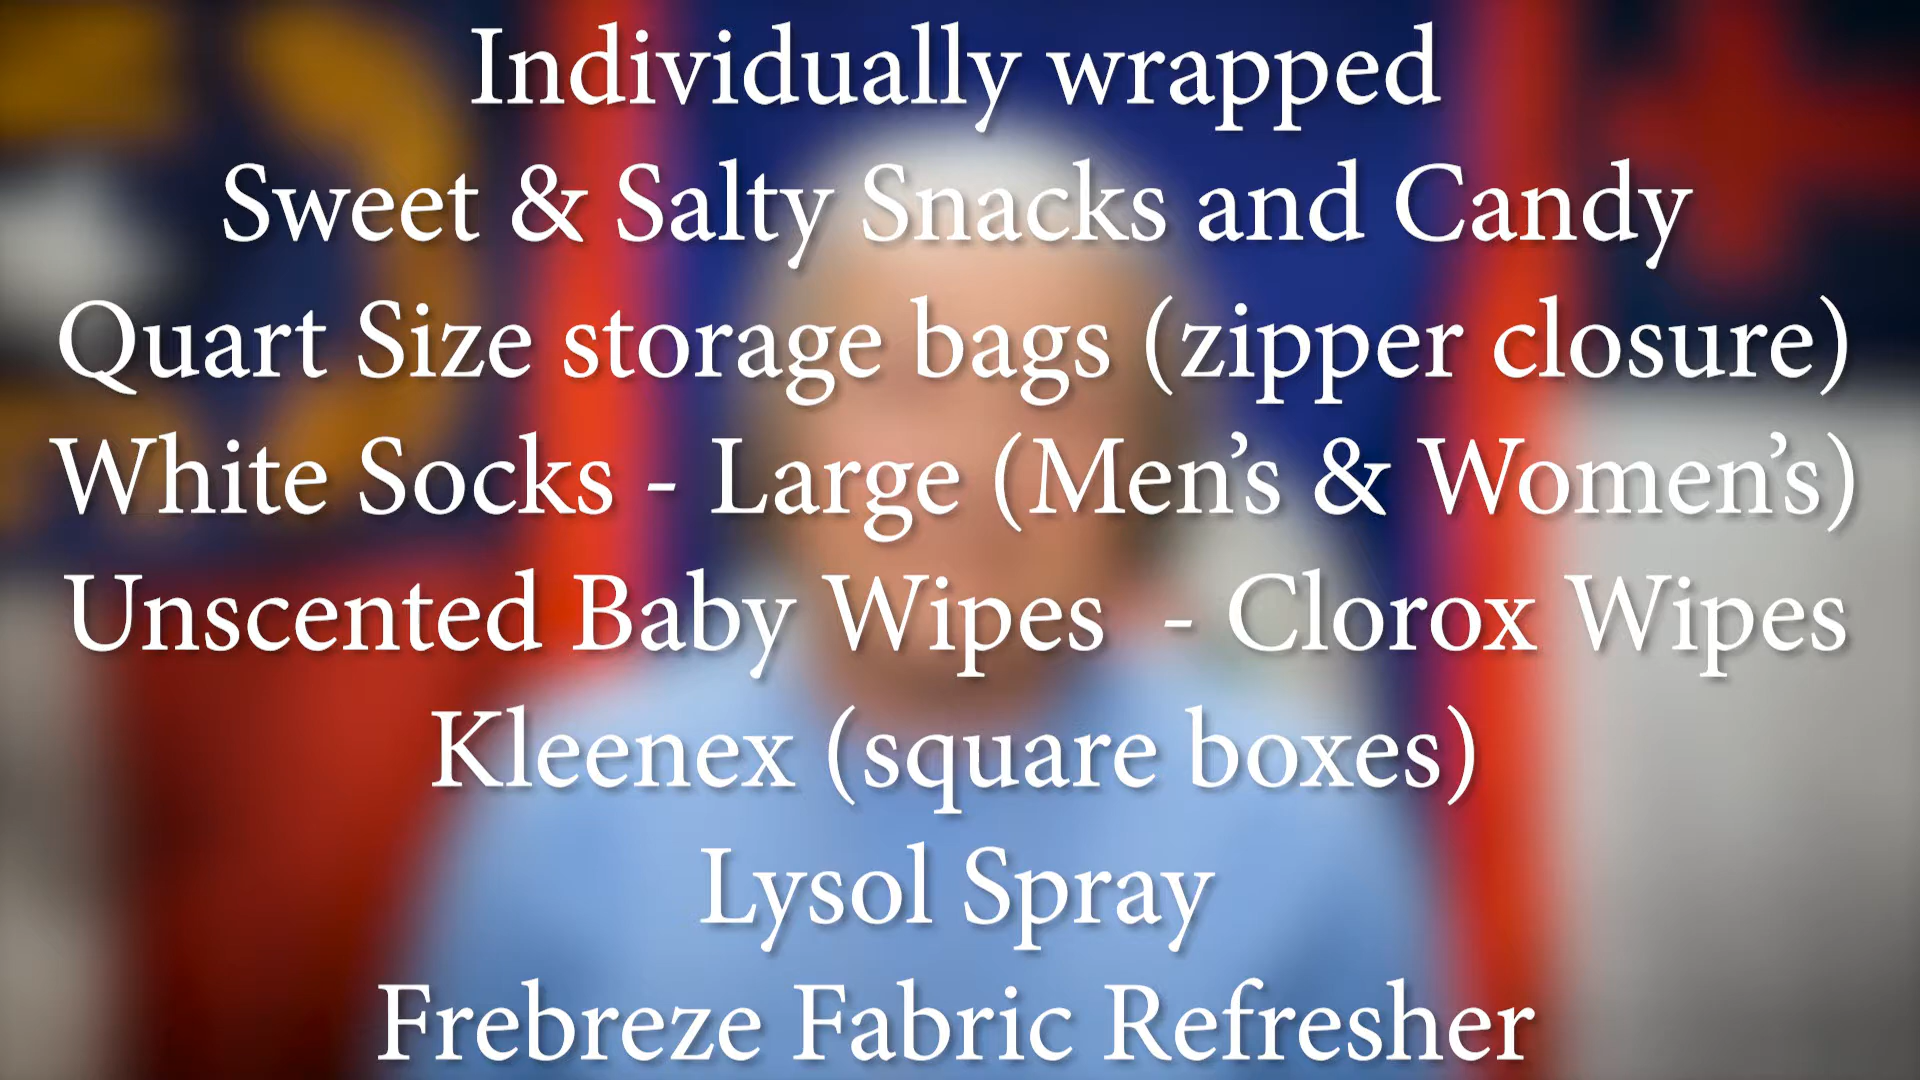 Individually wrapped
Sweet & Salty Snacks and Candy
Quart Size storage bags (zipper closure)
White Socks - Large (Men’s & Women’s)
Unscented Baby Wipes  - Clorox Wipes
Kleenex (square boxes)
Lysol Spray
Frebreze Fabric Refresher